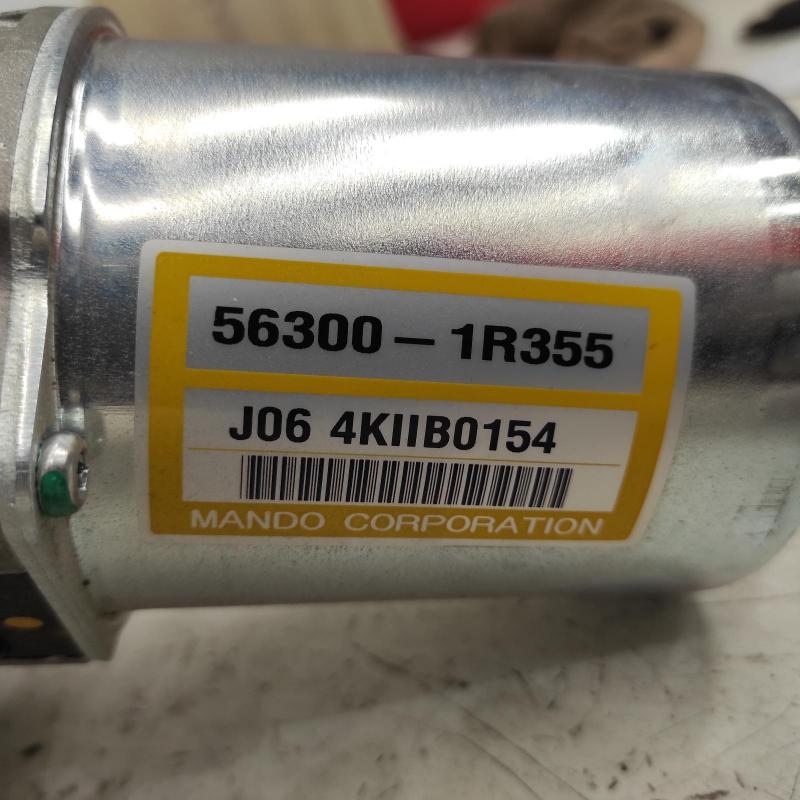 56300 — 1R355
J06 4KIIB0154
MANDO CORPORATION